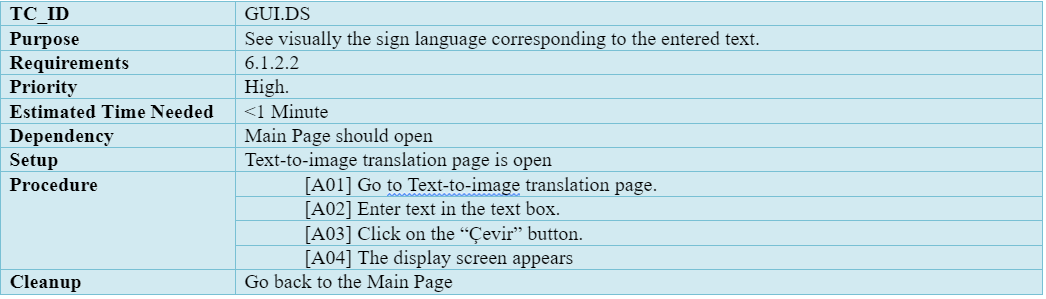 TC_ID GUI.DS
Purpose See visually the sign language corresponding to the entered text.
Requirements 6.1.2.2
Priority High.
Estimated Time Needed <1 Minute
Dependency Main Page should open
Setup Text-to-image translation page is open
Procedure [A01] Go to Text-to-image translation page.
[A02] Enter text in the text box.
[A03] Click on the “Çevir” button.
[A04] The display screen appears
Cleanup Go back to the Main Page